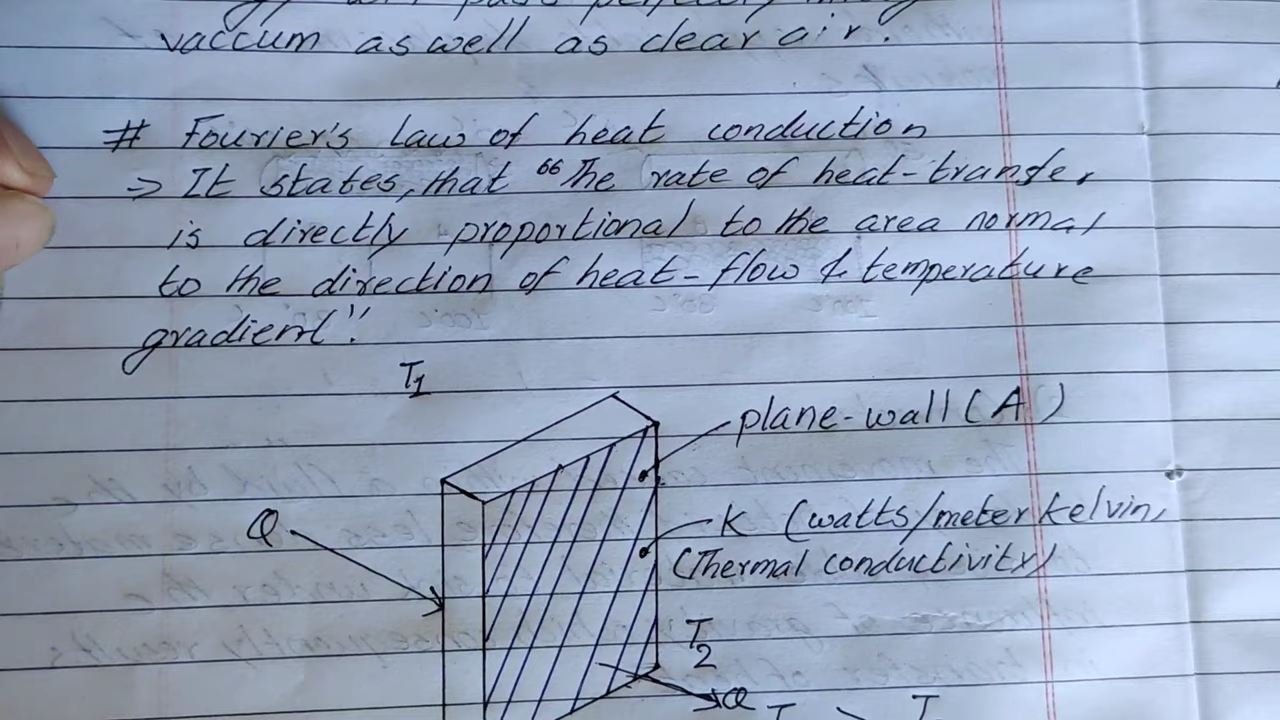 pass perfectly
vaccum as well as clear air.
# Fourier's Law of heat conduction
⇒ It states, that "The rate of heat-transfer
is directly proportional to the area normal
to the direction of heat-flow & temperature
gradient".
T1
plane-wall (A)
Q
K (watts/meter kelvin)
(Thermal conductivity)
T2
Q
T > T